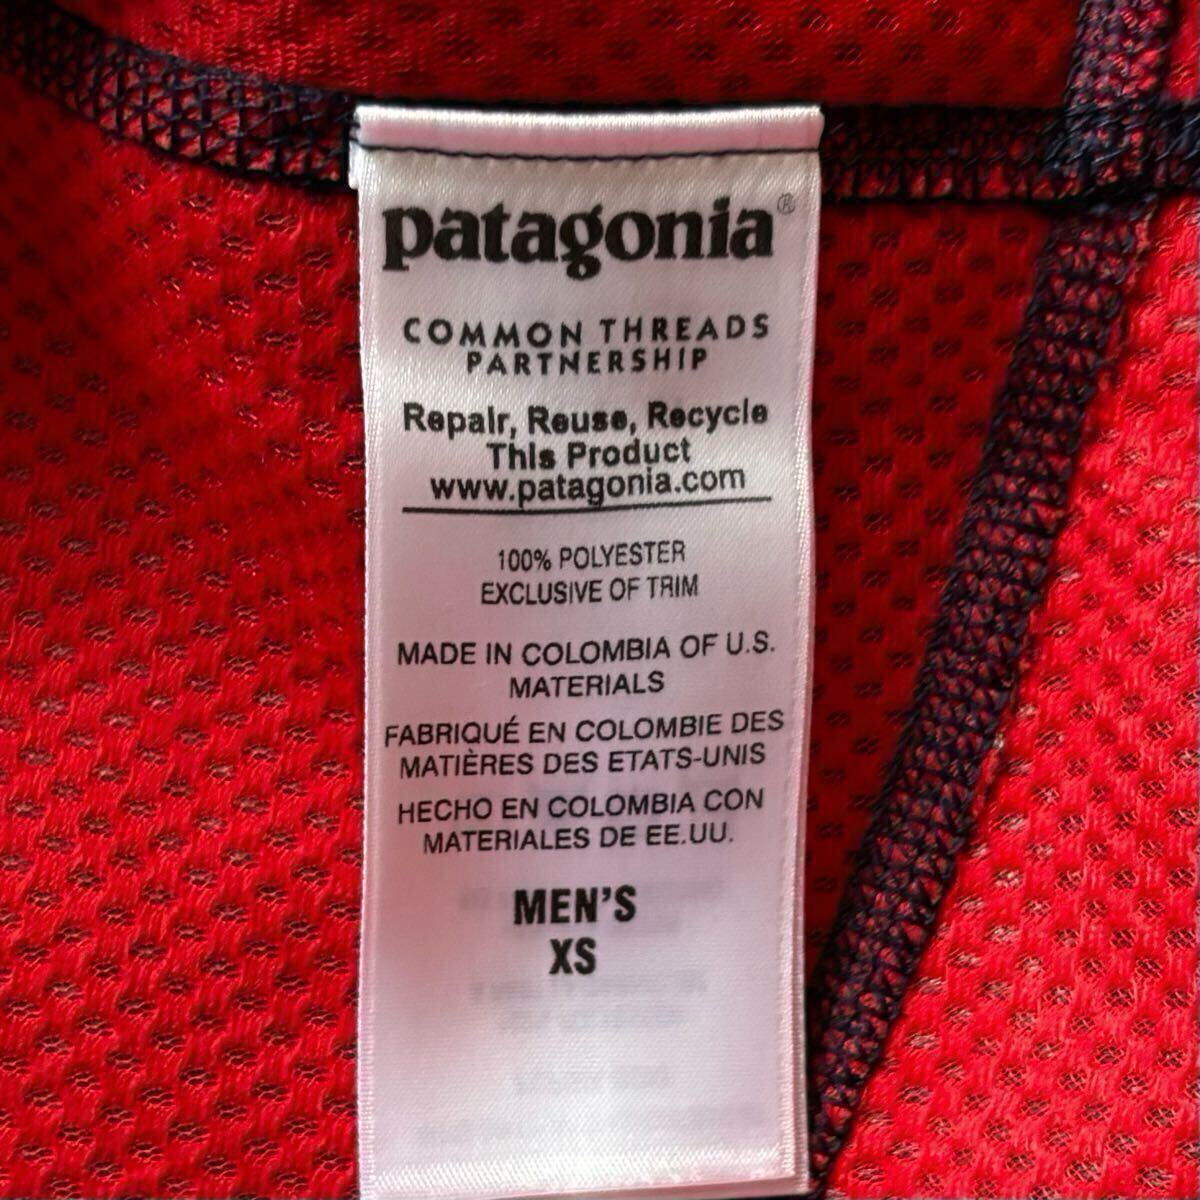 patagonia®
COMMON THREADS
PARTNERSHIP
Repair, Reuse, Recycle
This Product
www.patagonia.com
100% POLYESTER
EXCLUSIVE OF TRIM
MADE IN COLOMBIA OF U.S.
MATERIALS
FABRIQUÉ EN COLOMBIE DES
MATIÈRES DES ETATS-UNIS
HECHO EN COLOMBIA CON
MATERIALES DE EE.UU.
MEN'S
XS